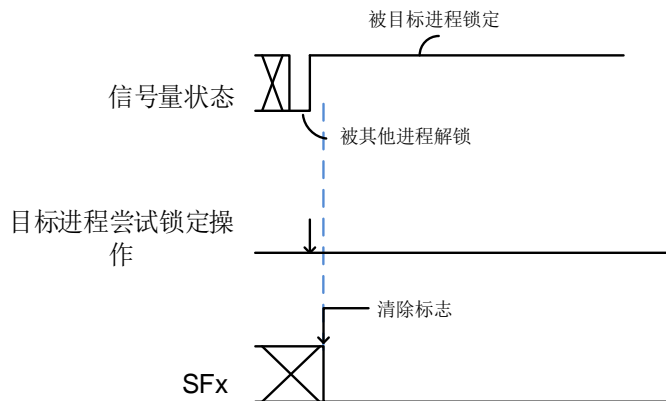 被目标进程锁定
信号量状态
被其他进程解锁
目标进程尝试锁定操
作
清除标志
SFx